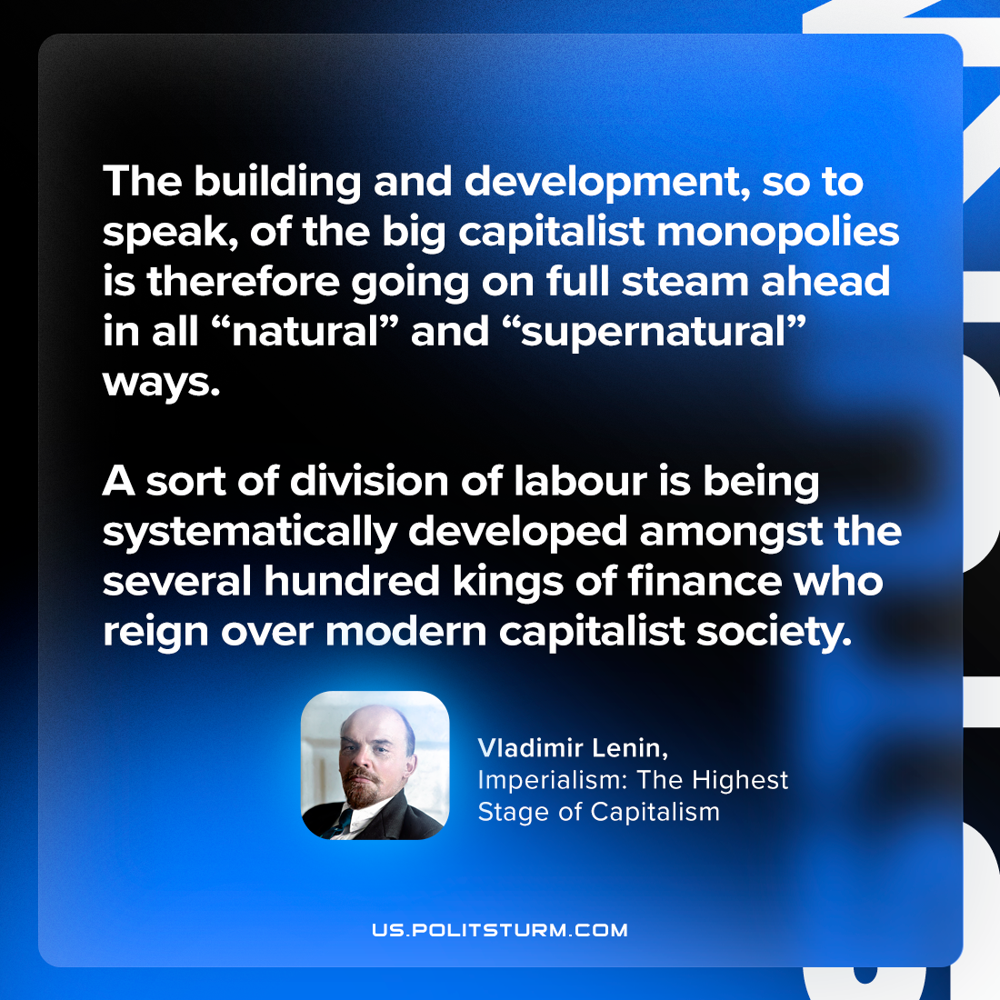 The building and development, so to
speak, of the big capitalist monopolies
is therefore going on full steam ahead
in all “natural” and “supernatural”
ways.
A sort of division of labour is being
systematically developed amongst the
several hundred kings of finance who
reign over modern capitalist society.
Vladimir Lenin,
Imperialism: The Highest
Stage of Capitalism
US.POLITSTURM.COM